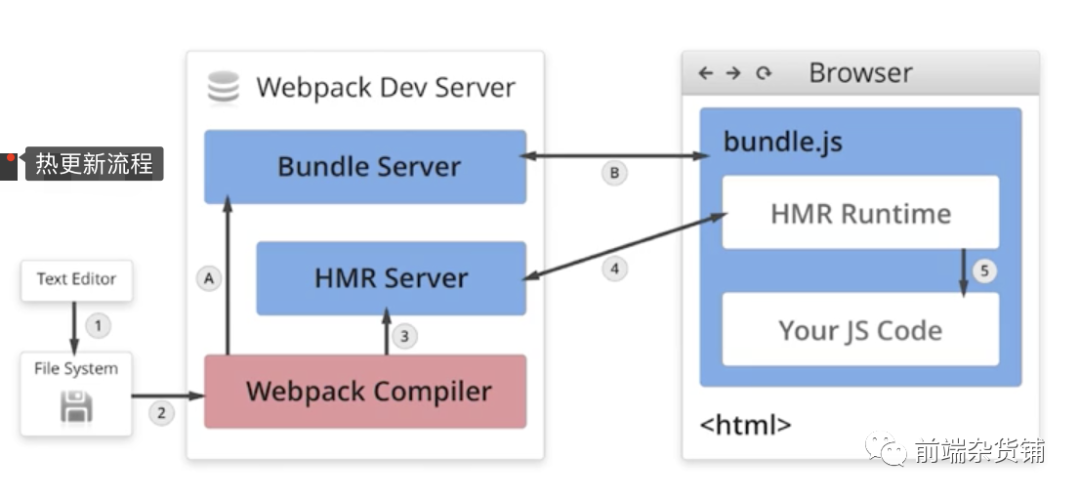 Webpack Dev Server
Browser
Bundle Server
B
bundle.js
热更新流程
HMR Runtime
Text Editor
A
HMR Server
4
5
1
3
Your JS Code
File System
2
Webpack Compiler
<html>
前端杂货铺